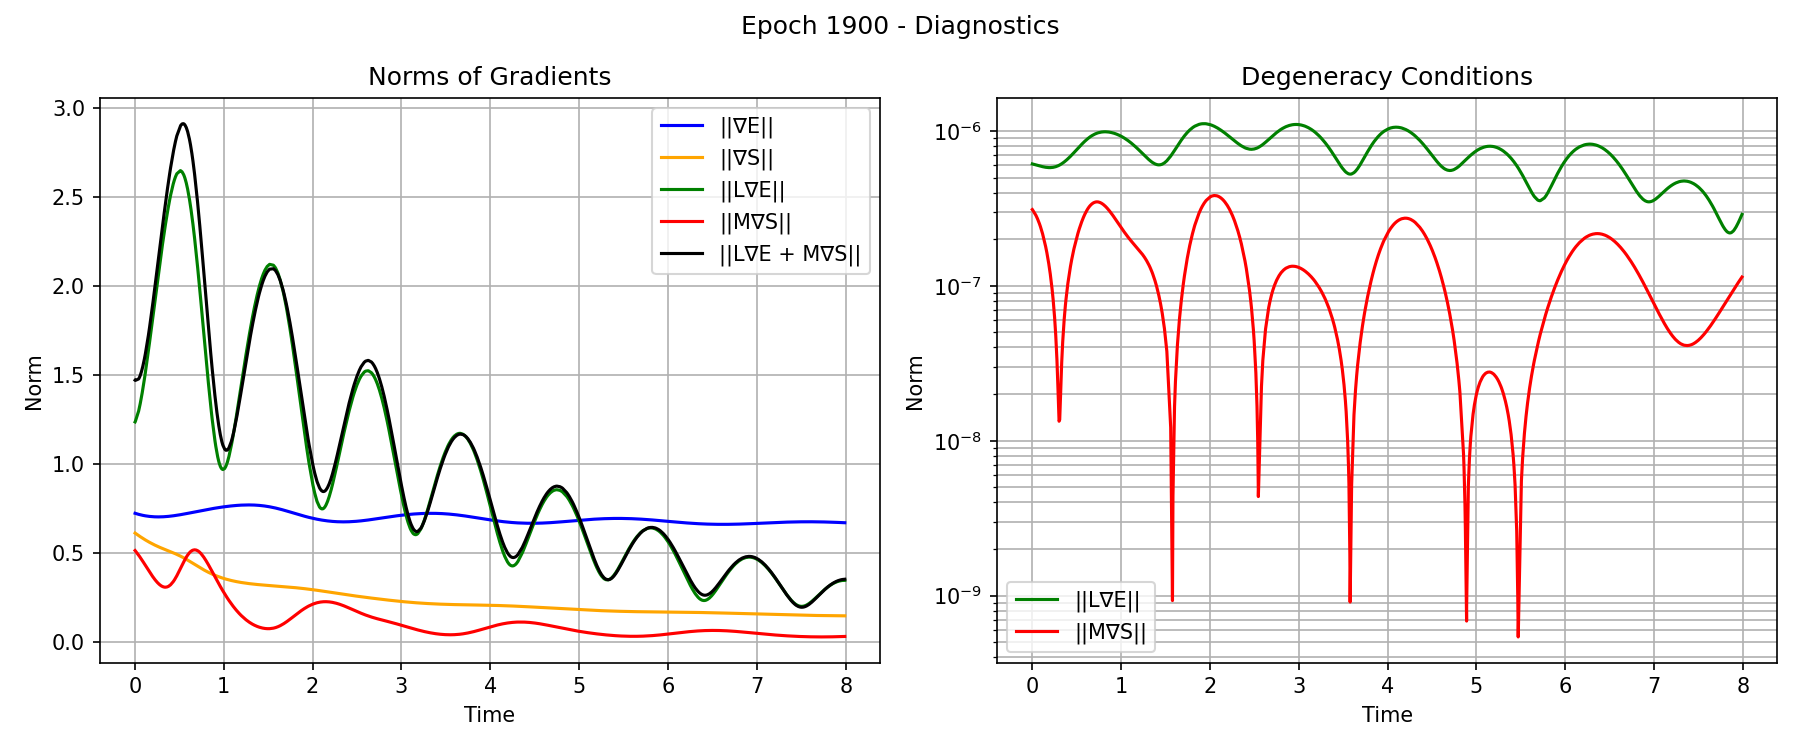 Epoch 1900 - Diagnostics
Norms of Gradients
Norm
3.0
2.5
2.0
1.5
1.0
0.5
0.0
||∇E||
||∇S||
||L∇E||
||M∇S||
||L∇E + M∇S||
0 1 2 3 4 5 6 7 8
Time
Degeneracy Conditions
Norm
10⁻⁶
10⁻⁷
10⁻⁸
10⁻⁹
||L∇E||
||M∇S||
0 1 2 3 4 5 6 7 8
Time